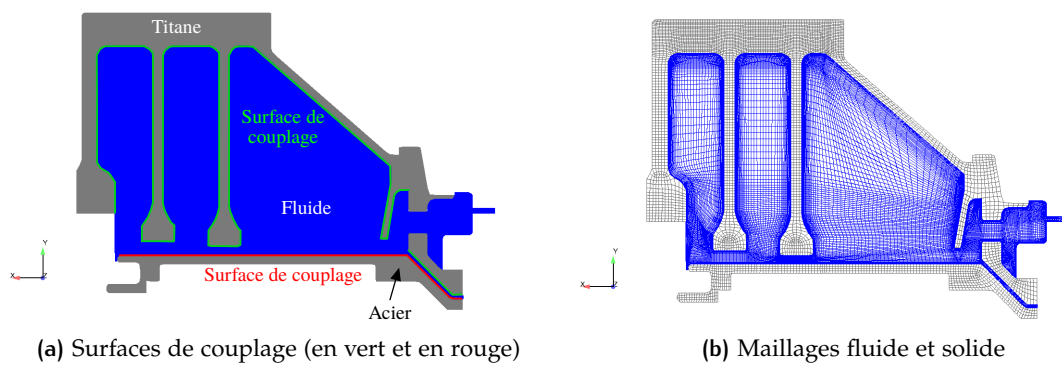 Titane
Surface de
couplage
Fluide
Surface de couplage
Acier
Y
X
Z
Y
X
Z
(a) Surfaces de couplage (en vert et en rouge)
(b) Maillages fluide et solide